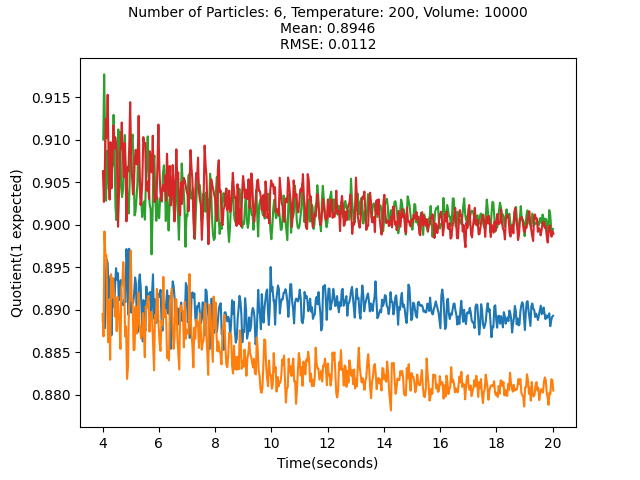 Number of Particles: 6, Temperature: 200, Volume: 10000
Mean: 0.8946
RMSE: 0.0112
Quotient(1 expected)
0.915
0.910
0.905
0.900
0.895
0.890
0.885
0.880
4 6 8 10 12 14 16 18 20
Time(seconds)